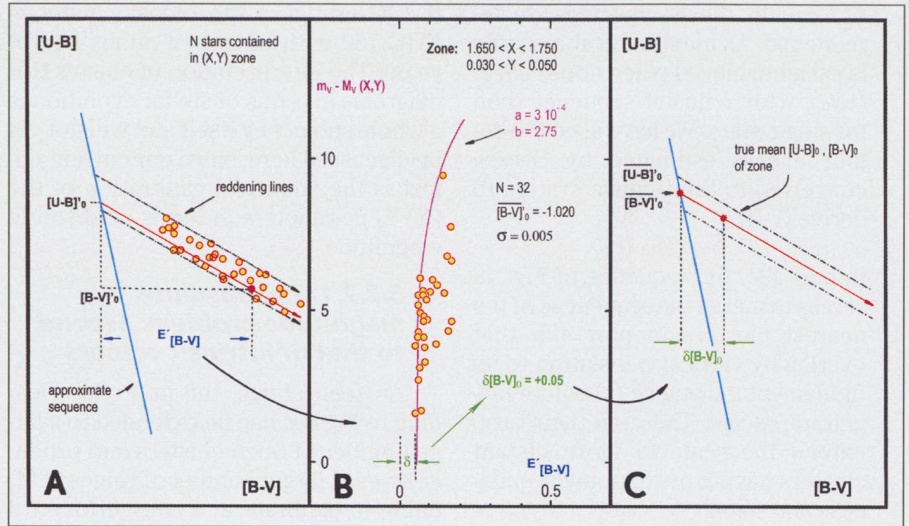 [U-B]
N stars contained
in (X,Y) zone
reddening lines
[U-B]'₀
[B-V]'₀
E´[B-V]
approximate
sequence
A
[B-V]
[U-B]
Zone: 1.650 < X < 1.750
0.030 < Y < 0.050
mᵥ - Mᵥ (X,Y)
a = 3 10
b = 2.75
10
N = 32
[B-V]'₀ = -1.020
σ = 0.005
5
δ[B-V]₀ = +0.05
δ
0
B
0
0.5
E´[B-V]
[U-B]
true mean [U-B]₀ , [B-V]₀
of zone
[U-B]'₀
[B-V]'₀
δ[B-V]₀
C
[B-V]